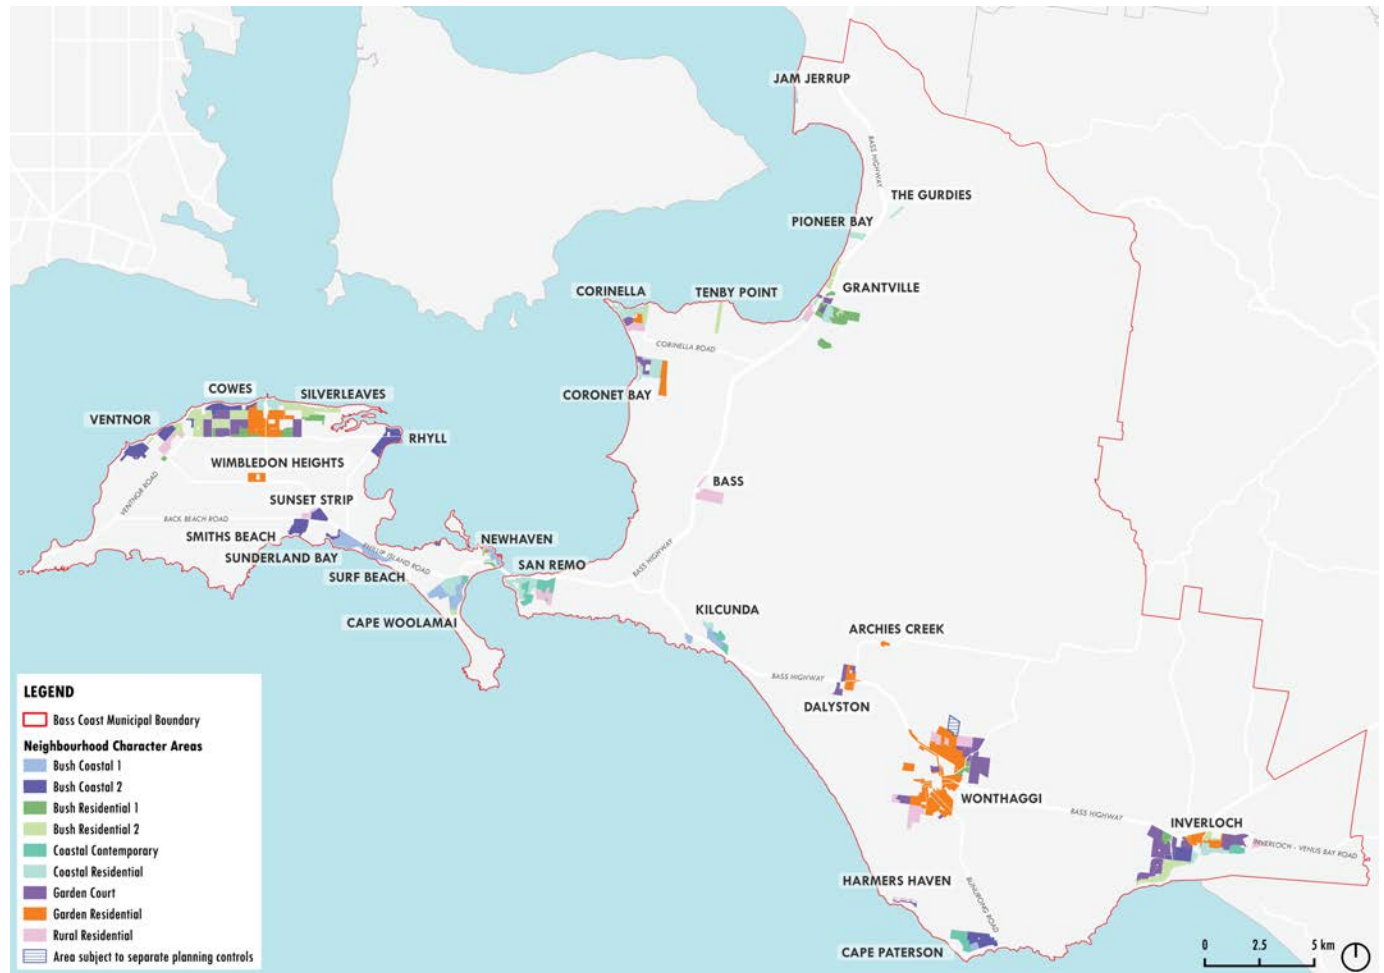 JAM JERRUP
BASS HIGHWAY
THE GURDIES
PIONEER BAY
GRANTVILLE
CORINELLA
TENBY POINT
CORINELLA ROAD
CORONET BAY
COWES
SILVERLEAVES
VENTNOR
RHYLL
WIMBLEDON HEIGHTS
VENTNOR ROAD
SUNSET STRIP
BACK BEACH ROAD
SMITHS BEACH
SUNDERLAND BAY
PHILLIP ISLAND ROAD
SURF BEACH
NEWHAVEN
SAN REMO
CAPE WOOLAMAI
BASS
BASS HIGHWAY
KILCUNDA
ARCHIES CREEK
BASS HIGHWAY
DALYSTON
WONTHAGGI
BASS HIGHWAY
INVERLOCH
INVERLOCH - VENUS BAY ROAD
HARMERS HAVEN
BUNURONG ROAD
CAPE PATERSON
LEGEND
Bass Coast Municipal Boundary
Neighbourhood Character Areas
Bush Coastal 1
Bush Coastal 2
Bush Residential 1
Bush Residential 2
Coastal Contemporary
Coastal Residential
Garden Court
Garden Residential
Rural Residential
Area subject to separate planning controls
0 2.5 5 km